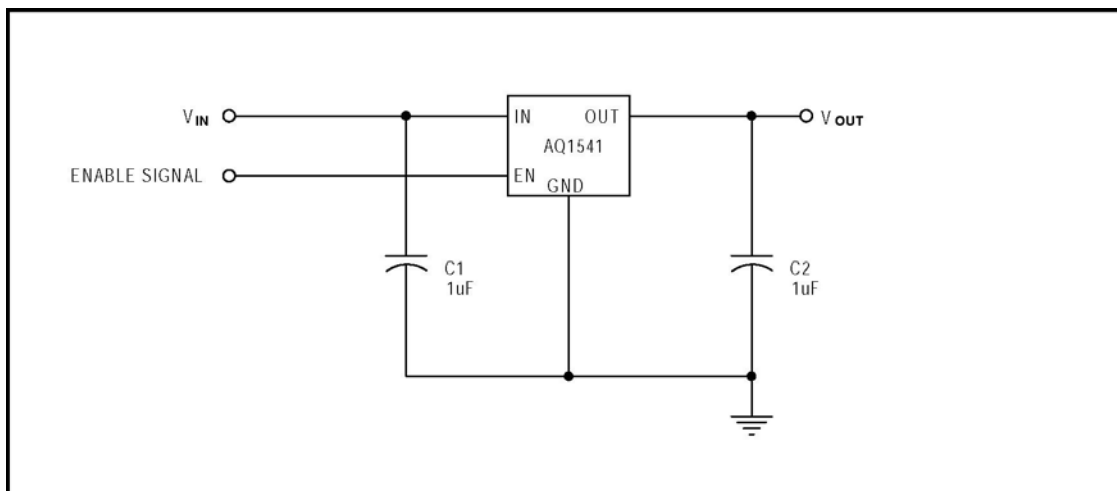 V IN
IN OUT
V OUT
AQ1541
ENABLE SIGNAL
EN
GND
C1
1uF
C2
1uF